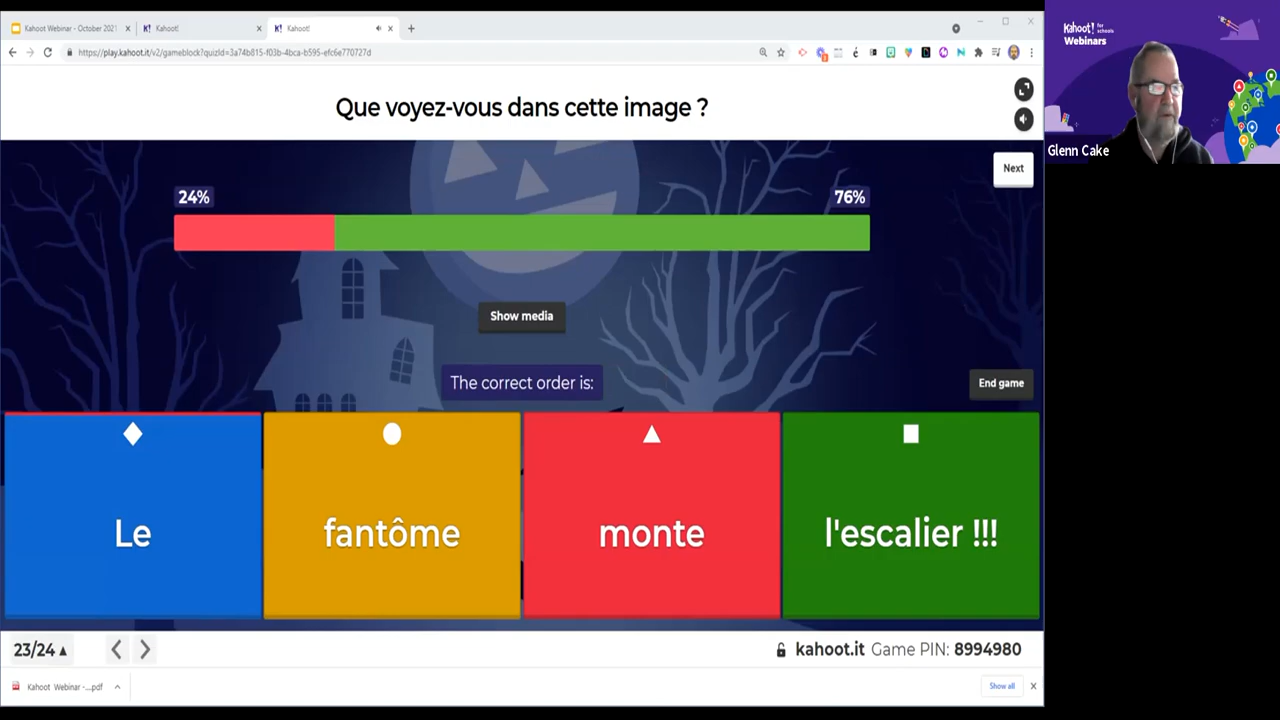 Kahoot Webinar - October 2021
Kahoot!
Kahoot!
https://play.kahoot.it/v2/gameblock?quizId=3a74b815-f03b-4bca-b595-efc6e770727d
Kahoot! for schools
Webinars
Glenn Cake
Que voyez-vous dans cette image ?
Next
24%
76%
Show media
The correct order is:
End game
Le
fantôme
monte
l'escalier !!!
23/24
kahoot.it Game PIN: 8994980
Kahoot Webinar -....pdf
Show all